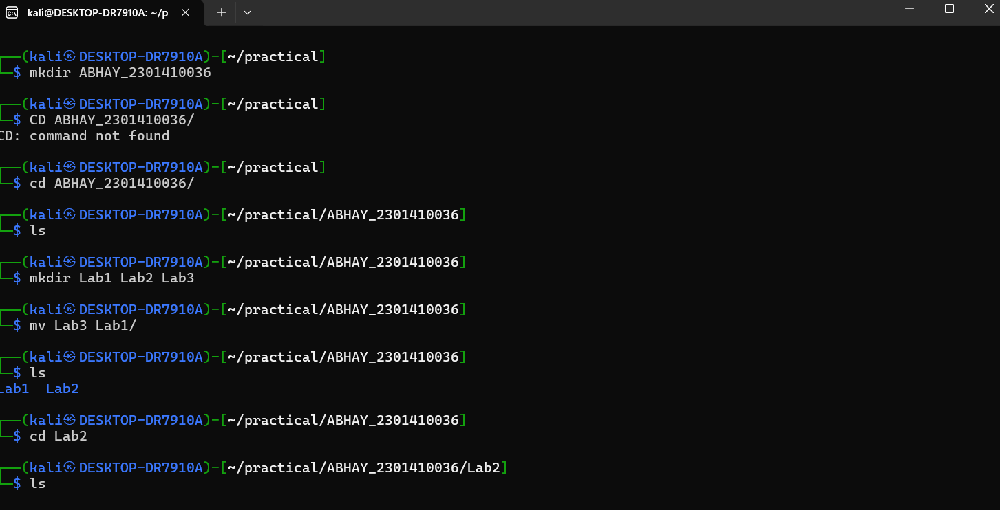 kali@DESKTOP-DR7910A: ~/p
(kali㉿DESKTOP-DR7910A)-[~/practical]
$ mkdir ABHAY_2301410036
(kali㉿DESKTOP-DR7910A)-[~/practical]
$ CD ABHAY_2301410036/
CD: command not found
(kali㉿DESKTOP-DR7910A)-[~/practical]
$ cd ABHAY_2301410036/
(kali㉿DESKTOP-DR7910A)-[~/practical/ABHAY_2301410036]
$ ls
(kali㉿DESKTOP-DR7910A)-[~/practical/ABHAY_2301410036]
$ mkdir Lab1 Lab2 Lab3
(kali㉿DESKTOP-DR7910A)-[~/practical/ABHAY_2301410036]
$ mv Lab3 Lab1/
(kali㉿DESKTOP-DR7910A)-[~/practical/ABHAY_2301410036]
$ ls
Lab1  Lab2
(kali㉿DESKTOP-DR7910A)-[~/practical/ABHAY_2301410036]
$ cd Lab2
(kali㉿DESKTOP-DR7910A)-[~/practical/ABHAY_2301410036/Lab2]
$ ls